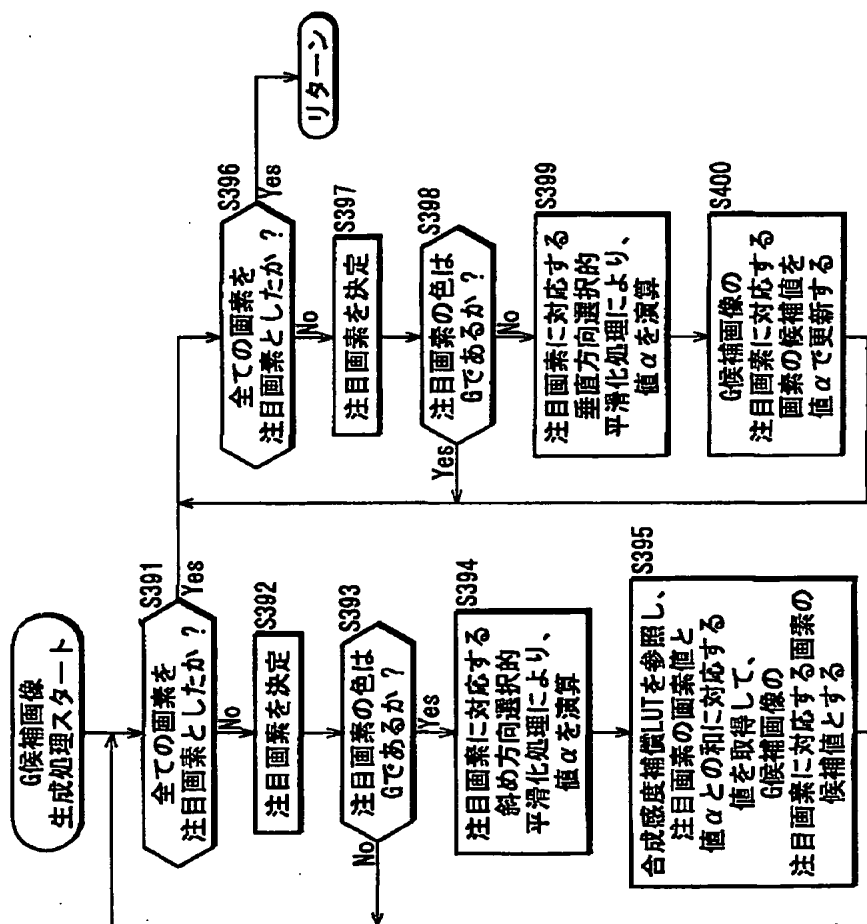 G候補画像
生成処理スタート
S391
全ての画素を
注目画素としたか？
Yes
No
S392
注目画素を決定
S393
注目画素の色は
Gであるか？
No
Yes
S394
注目画素に対応する
斜め方向選択的
平滑化処理により、
値αを演算
S395
合成感度補償LUTを参照し、
注目画素の画素値と
値αとの和に対応する
値を取得して、
G候補画像の
注目画素に対応する画素の
候補値とする
S396
全ての画素を
注目画素としたか？
Yes
リターン
No
S397
注目画素を決定
S398
注目画素の色は
Gであるか？
Yes
No
S399
注目画素に対応する
垂直方向選択的
平滑化処理により、
値αを演算
S400
G候補画像の
注目画素に対応する
画素の候補値を
値αで更新する